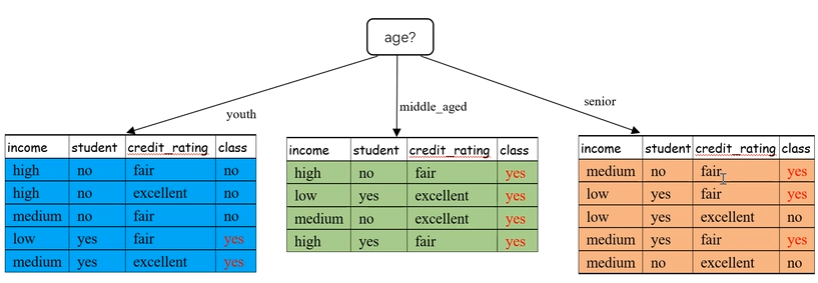 age?
youth
middle_aged
senior
income student credit_rating class
high no fair no
high no excellent no
medium no fair no
low yes fair yes
medium yes excellent yes
income student credit_rating class
high no fair yes
low yes excellent yes
medium no excellent yes
high yes fair yes
income student credit_rating class
medium no fair yes
low yes fair yes
low yes excellent no
medium yes fair yes
medium no excellent no